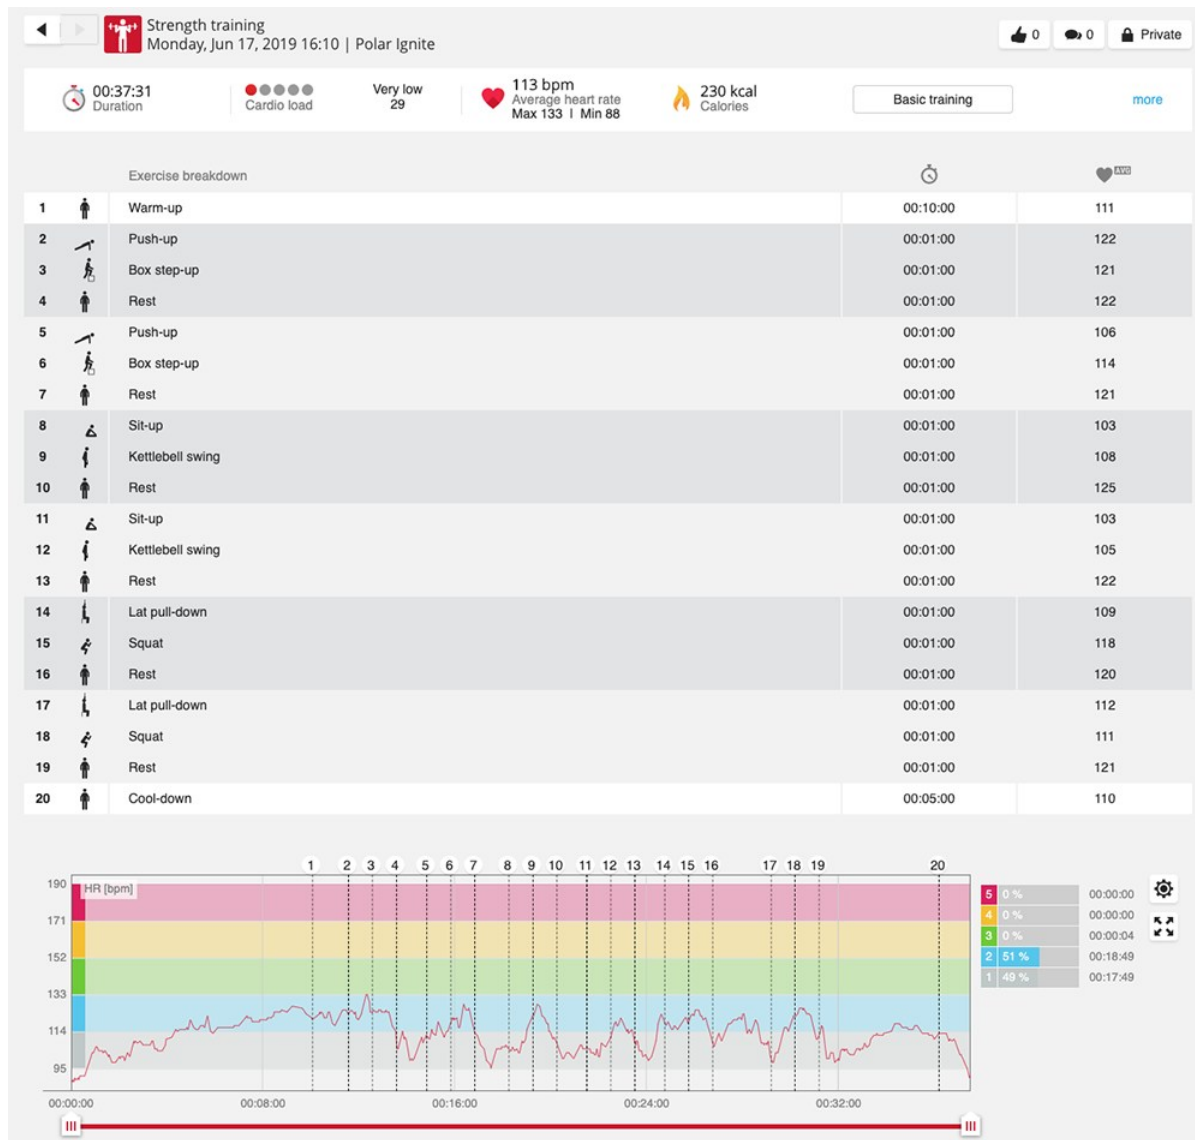 Strength training
Monday, Jun 17, 2019 16:10 | Polar Ignite
0 0 Private
00:37:31
Duration
Cardio load
Very low
29
113 bpm
Average heart rate
Max 133 | Min 88
230 kcal
Calories
Basic training
more
Exercise breakdown AVG
1 Warm-up 00:10:00 111
2 Push-up 00:01:00 122
3 Box step-up 00:01:00 121
4 Rest 00:01:00 122
5 Push-up 00:01:00 106
6 Box step-up 00:01:00 114
7 Rest 00:01:00 121
8 Sit-up 00:01:00 103
9 Kettlebell swing 00:01:00 108
10 Rest 00:01:00 125
11 Sit-up 00:01:00 103
12 Kettlebell swing 00:01:00 105
13 Rest 00:01:00 122
14 Lat pull-down 00:01:00 109
15 Squat 00:01:00 118
16 Rest 00:01:00 120
17 Lat pull-down 00:01:00 112
18 Squat 00:01:00 111
19 Rest 00:01:00 121
20 Cool-down 00:05:00 110
1 2 3 4 5 6 7 8 9 10 11 12 13 14 15 16 17 18 19 20
HR [bpm]
190
171
152
133
114
95
00:00:00 00:08:00 00:16:00 00:24:00 00:32:00
5 0 % 00:00:00
4 0 % 00:00:00
3 0 % 00:00:04
2 51 % 00:18:49
1 49 % 00:17:49